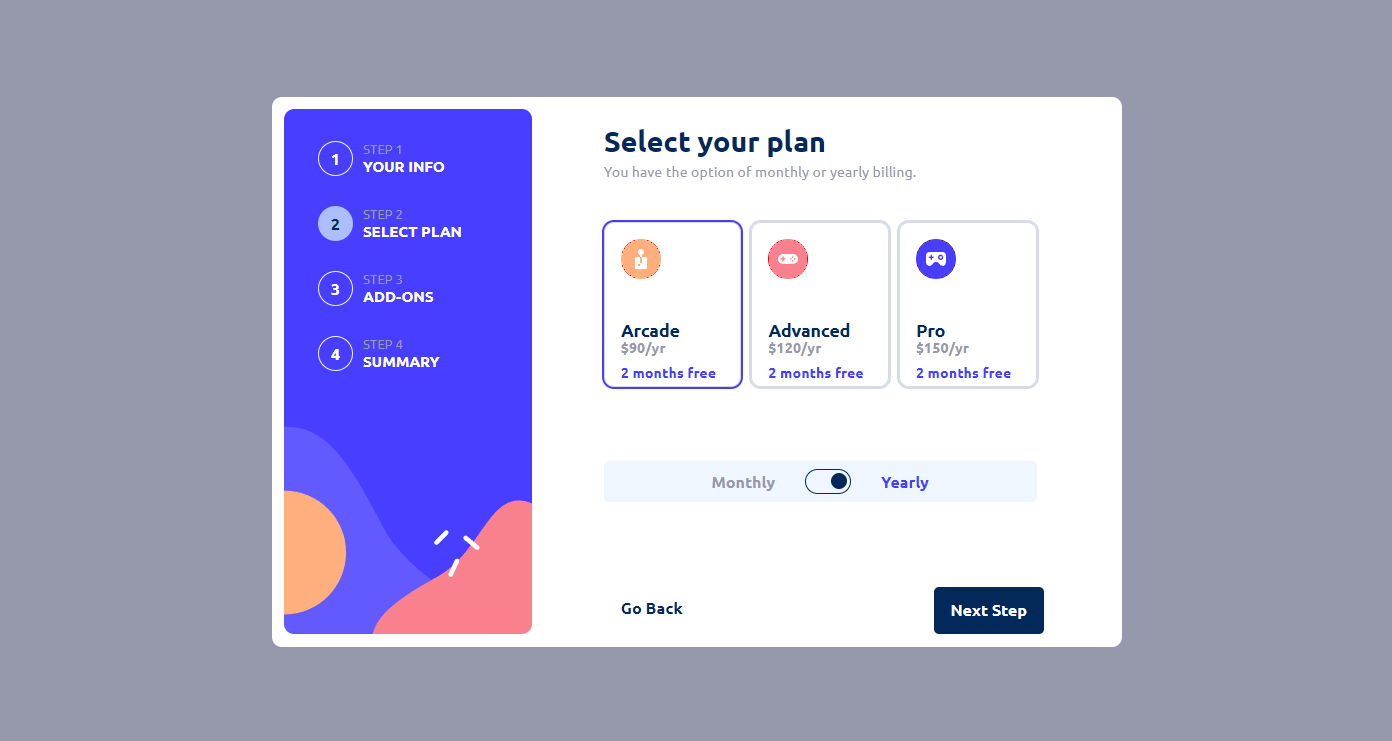 1
STEP 1
YOUR INFO
2
STEP 2
SELECT PLAN
3
STEP 3
ADD-ONS
4
STEP 4
SUMMARY
Select your plan
You have the option of monthly or yearly billing.
Arcade
$90/yr
2 months free
Advanced
$120/yr
2 months free
Pro
$150/yr
2 months free
Monthly
Yearly
Go Back
Next Step